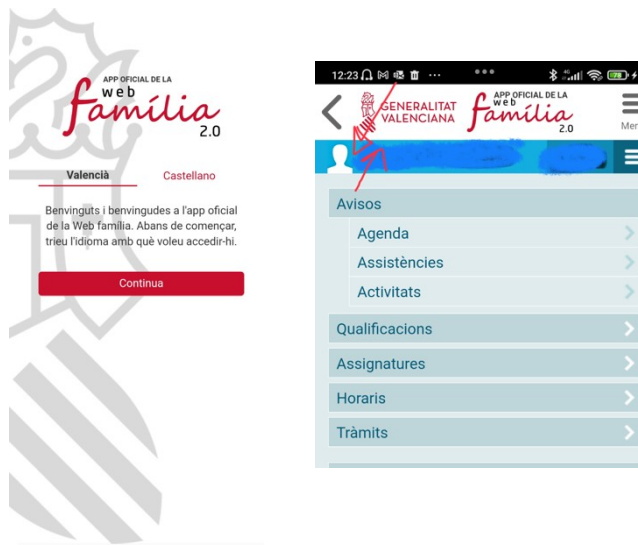 APP OFICIAL DE LA
web
família
2.0
Valencià
Castellano
Benvinguts i benvingudes a l'app oficial
de la Web família. Abans de començar,
trieu l'idioma amb què voleu accedir-hi.
Continua
12:23
GENERALITAT
VALENCIANA
APP OFICIAL DE LA
web
família
2.0
Avisos
Agenda
Assistències
Activitats
Qualificacions
Assignatures
Horaris
Tràmits